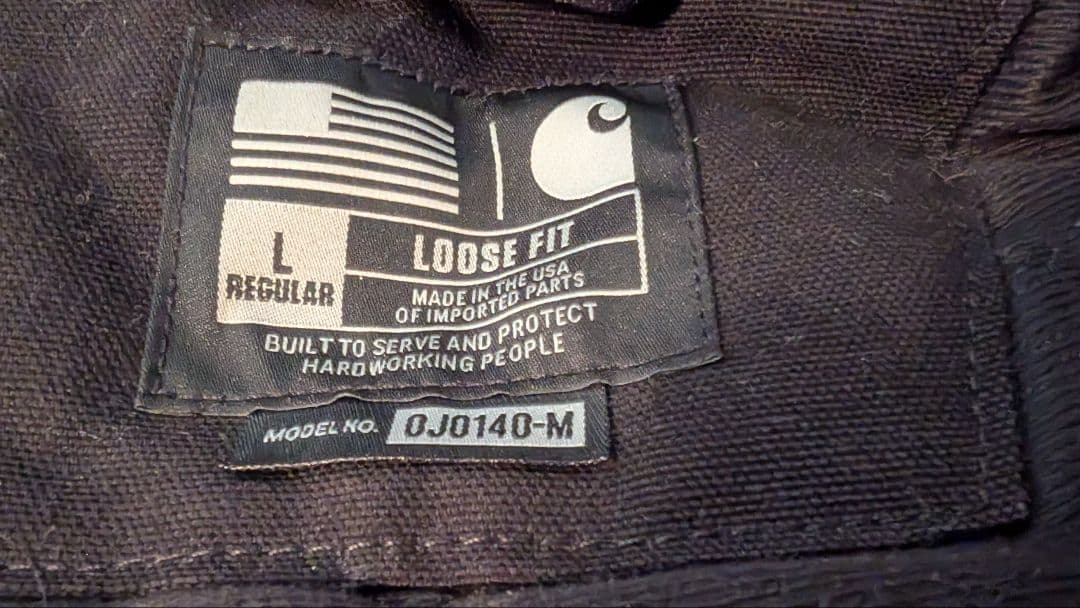 L
REGULAR
LOOSE FIT
MADE IN THE USA
OF IMPORTED PARTS
BUILT TO SERVE AND PROTECT
HARDWORKING PEOPLE
MODEL NO. OJ0140-M